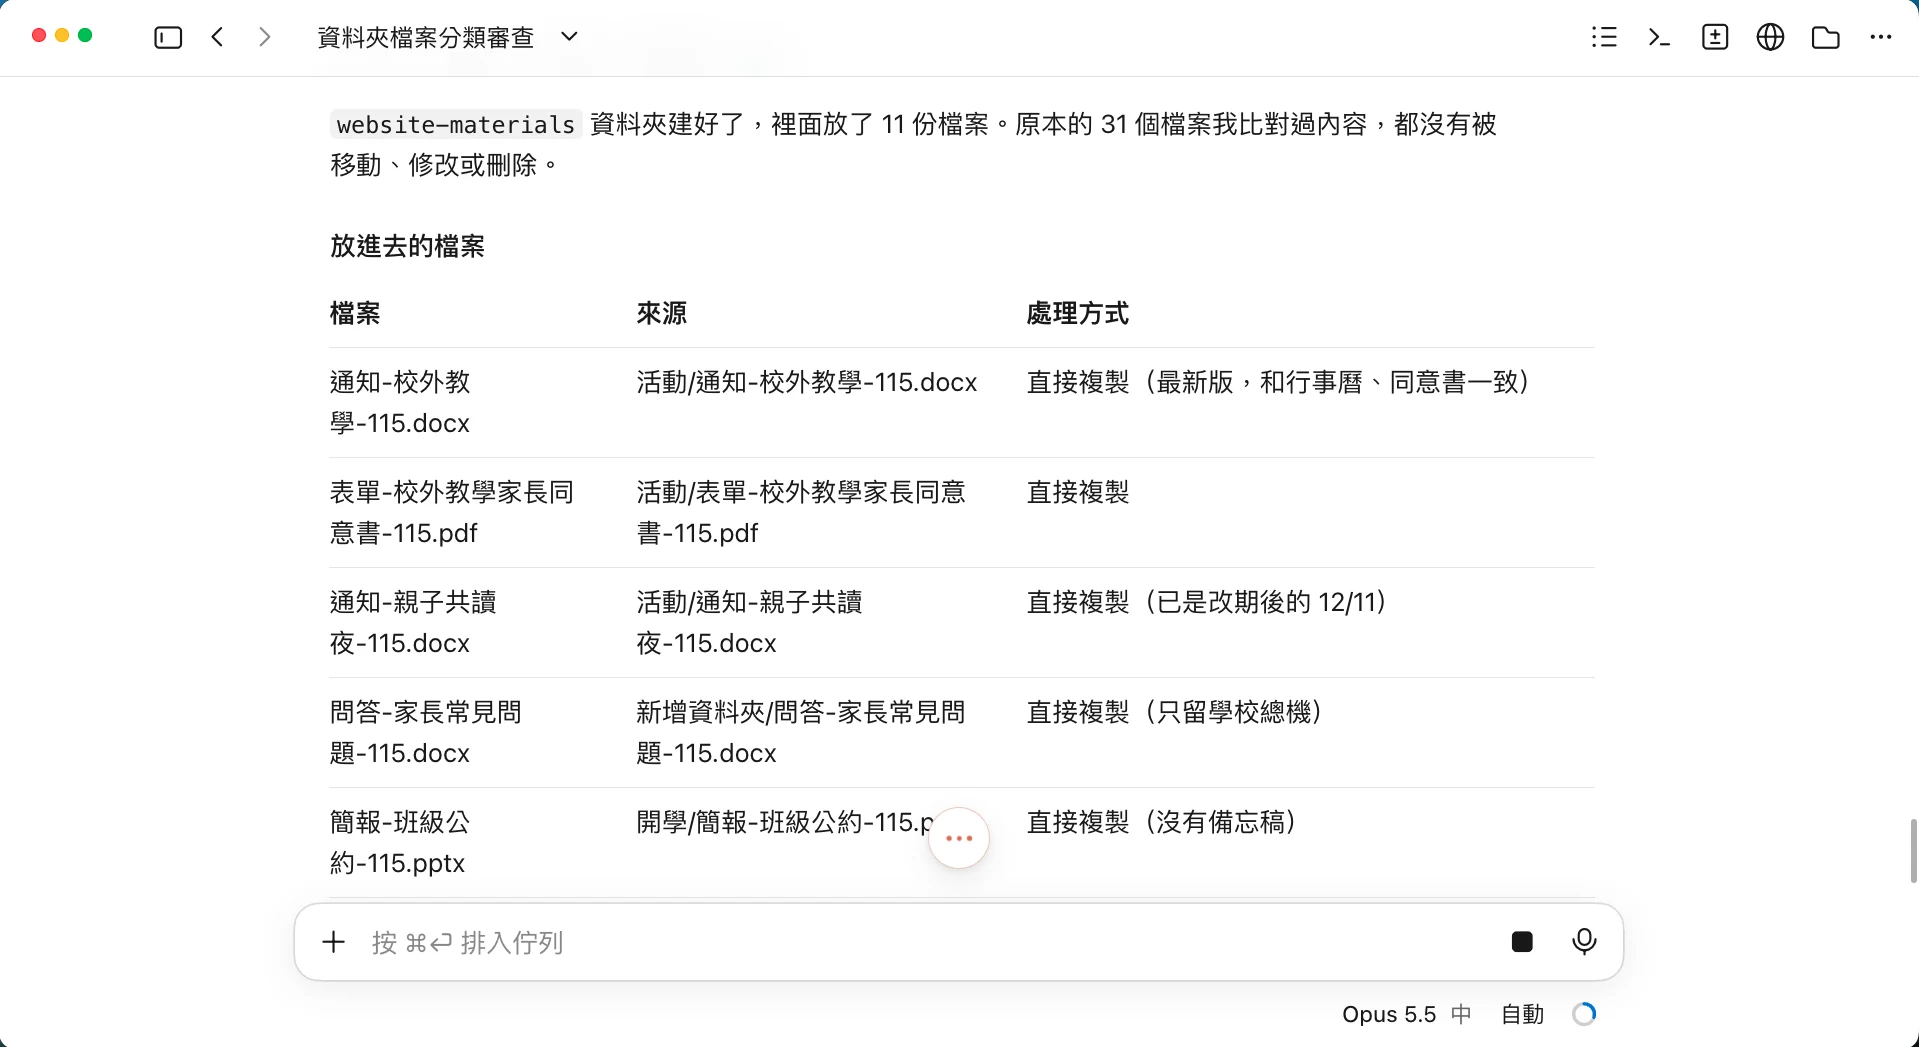 資料夾檔案分類審查
website-materials 資料夾建好了，裡面放了 11 份檔案。原本的 31 個檔案我比對過內容，都沒有被
移動、修改或刪除。
放進去的檔案
檔案 來源 處理方式
通知-校外教 活動/通知-校外教學-115.docx 直接複製（最新版，和行事曆、同意書一致）
學-115.docx
表單-校外教學家長同 活動/表單-校外教學家長同意 直接複製
意書-115.pdf 書-115.pdf
通知-親子共讀 活動/通知-親子共讀 直接複製（已是改期後的 12/11）
夜-115.docx 夜-115.docx
問答-家長常見問 新增資料夾/問答-家長常見問 直接複製（只留學校總機）
題-115.docx 題-115.docx
簡報-班級公 開學/簡報-班級公約-115.p 直接複製（沒有備忘稿）
約-115.pptx
按 ⌘⏎ 排入佇列
Opus 5.5 中 自動